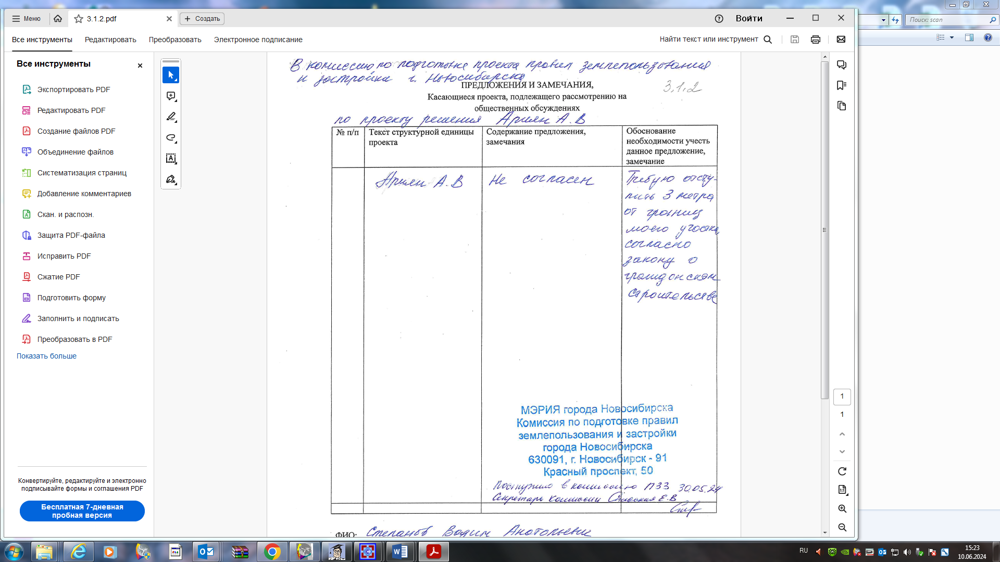 Меню
3.1.2.pdf
Создать
Войти
Поиск: scan
Все инструменты
Редактировать
Преобразовать
Электронное подписание
Найти текст или инструмент
Все инструменты
Экспортировать PDF
Редактировать PDF
Создание файлов PDF
Объединение файлов
Систематизация страниц
Добавление комментариев
Скан. и распозн.
Защита PDF-файла
Исправить PDF
Сжатие PDF
Подготовить форму
Заполнить и подписать
Преобразовать в PDF
Показать больше
Конвертируйте, редактируйте и электронно
подписывайте формы и соглашения PDF
Бесплатная 7-дневная
пробная версия
В комиссию по подготовке проекта правил землепользования
и застройки г. Новосибирска
ПРЕДЛОЖЕНИЯ И ЗАМЕЧАНИЯ,
3.1.2
Касающиеся проекта, подлежащего рассмотрению на
общественных обсуждениях
по проекту решения Ариян А. В
№ п/п
Текст структурной единицы
проекта
Содержание предложения,
замечания
Обоснование
необходимости учесть
данное предложение,
замечание
Ариян А. В
Не согласен
Требую отсту-
пить 3 метра
от границ
моего участка
согласно
закону о
гражданском
строительстве
МЭРИЯ города Новосибирска
Комиссия по подготовке правил
землепользования и застройки
города Новосибирска
630091, г. Новосибирск - 91
Красный проспект, 50
Поступило в комиссию ПЗЗ 30.05.24
Секретарь комиссии Спасская Е.В
ФИО: Степанов Вадим Анатольеви
1
1
RU
15:23
10.06.2024